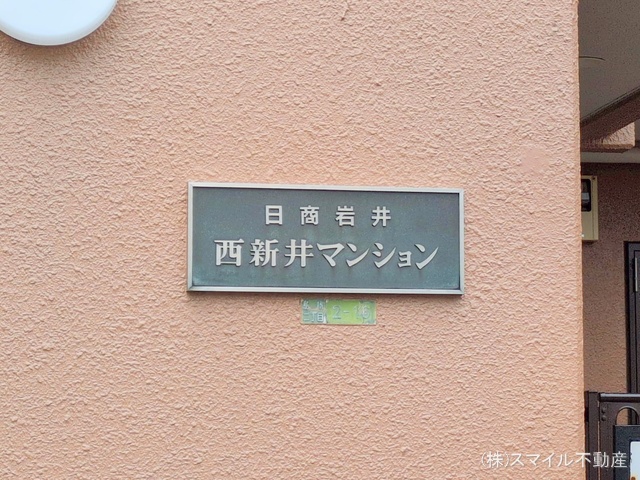 日商岩井
西新井マンション
(株)スマイル不動産